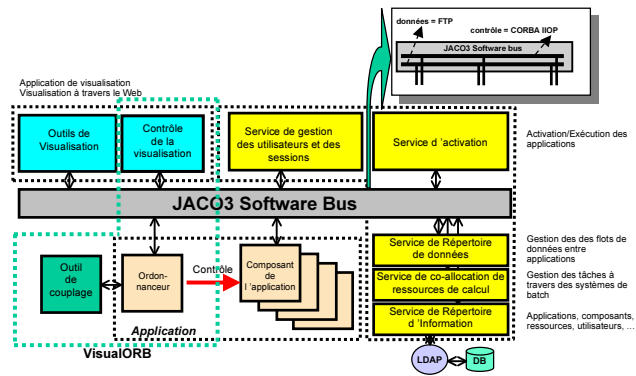 données = FTP
contrôle = CORBA IIOP
JACO3 Software bus
Application de visualisation
Visualisation à travers le Web
Outils de
Visualisation
Contrôle
de la
visualisation
Service de gestion
des utilisateurs et des
sessions
Service d 'activation
Activation/Exécution des
applications
JACO3 Software Bus
Outil
de
couplage
Ordon-
nanceur
Contrôle
Composant
de
l 'application
Application
VisualORB
Service de Répertoire
de données
Service de co-allocation de
ressources de calcul
Service de Répertoire
d 'Information
Gestion des des flots de
données entre
applications
Gestion des tâches à
travers des systèmes de
batch
Applications, composants,
ressources, utilisateurs, ...
LDAP
DB